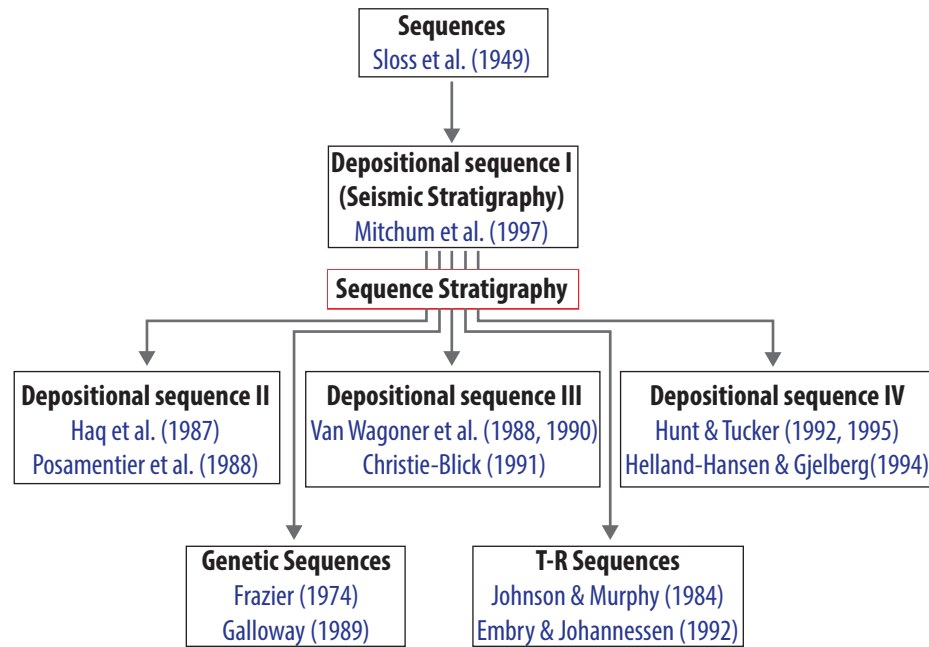 Sequences
Sloss et al. (1949)
Depositional sequence I
(Seismic Stratigraphy)
Mitchum et al. (1997)
Sequence Stratigraphy
Depositional sequence II
Haq et al. (1987)
Posamentier et al. (1988)
Depositional sequence III
Van Wagoner et al. (1988, 1990)
Christie-Blick (1991)
Depositional sequence IV
Hunt & Tucker (1992, 1995)
Helland-Hansen & Gjelberg(1994)
Genetic Sequences
Frazier (1974)
Galloway (1989)
T-R Sequences
Johnson & Murphy (1984)
Embry & Johannessen (1992)